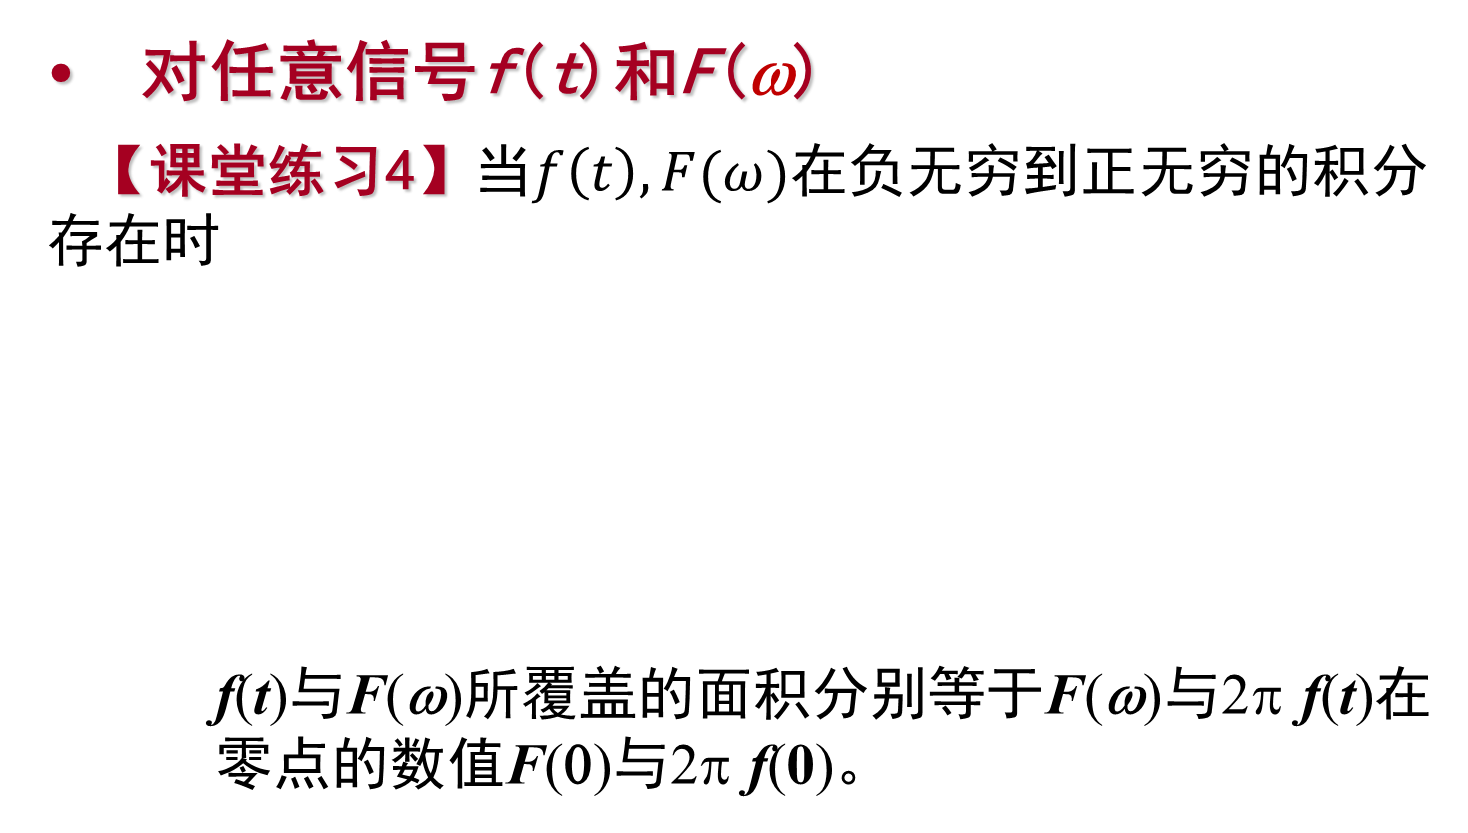 • 对任意信号f(t)和F(ω)
【课堂练习4】当f(t),F(ω)在负无穷到正无穷的积分
存在时
f(t)与F(ω)所覆盖的面积分别等于F(ω)与2π f(t)在
零点的数值F(0)与2π f(0)。